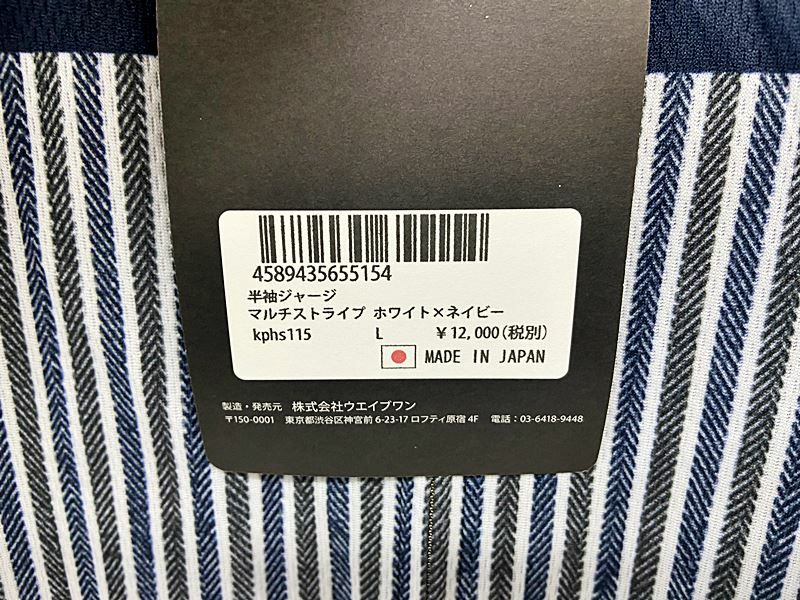 4589435655154
半袖ジャージ
マルチストライプ ホワイト×ネイビー
kphs115 L ￥12,000(税別)
MADE IN JAPAN
製造・発売元 株式会社ウエイブワン
〒150-0001 東京都渋谷区神宮前 6-23-17 ロフティ原宿 4F 電話：03-6418-9448